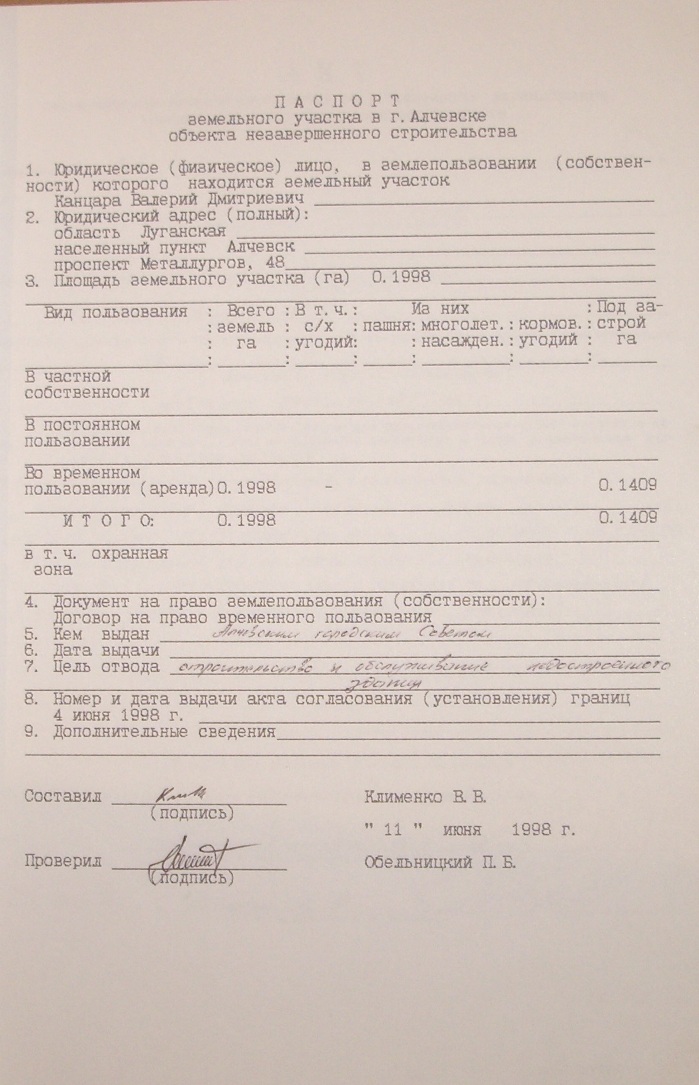 П А С П О Р Т
земельного участка в г. Алчевске
объекта незавершенного строительства
1. Юридическое (физическое) лицо, в землепользовании (собствен-
ности) которого находится земельный участок
Канцара Валерий Дмитриевич
2. Юридический адрес (полный):
область Луганская
населенный пункт Алчевск
проспект Металлургов, 48
3. Площадь земельного участка (га) 0.1998
Вид пользования : Всего : В т.ч.: Из них : Под за-
: земель : с/х : пашня: многолет.: кормов.: строй
: га : угодий: : насажден.: угодий : га
: : : : : :
В частной
собственности
В постоянном
пользовании
Во временном
пользовании (аренда) 0.1998 - 0.1409
И Т О Г О: 0.1998 0.1409
в т.ч. охранная
зона
4. Документ на право землепользования (собственности):
Договор на право временного пользования
5. Кем выдан Алчевским городским Советом
6. Дата выдачи
7. Цель отвода строительство и обслуживание недостроенного
здания
8. Номер и дата выдачи акта согласования (установления) границ
4 июня 1998 г.
9. Дополнительные сведения
Составил Клименко В.В.
(подпись)
" 11 " июня 1998 г.
Проверил Обельницкий П.Б.
(подпись)